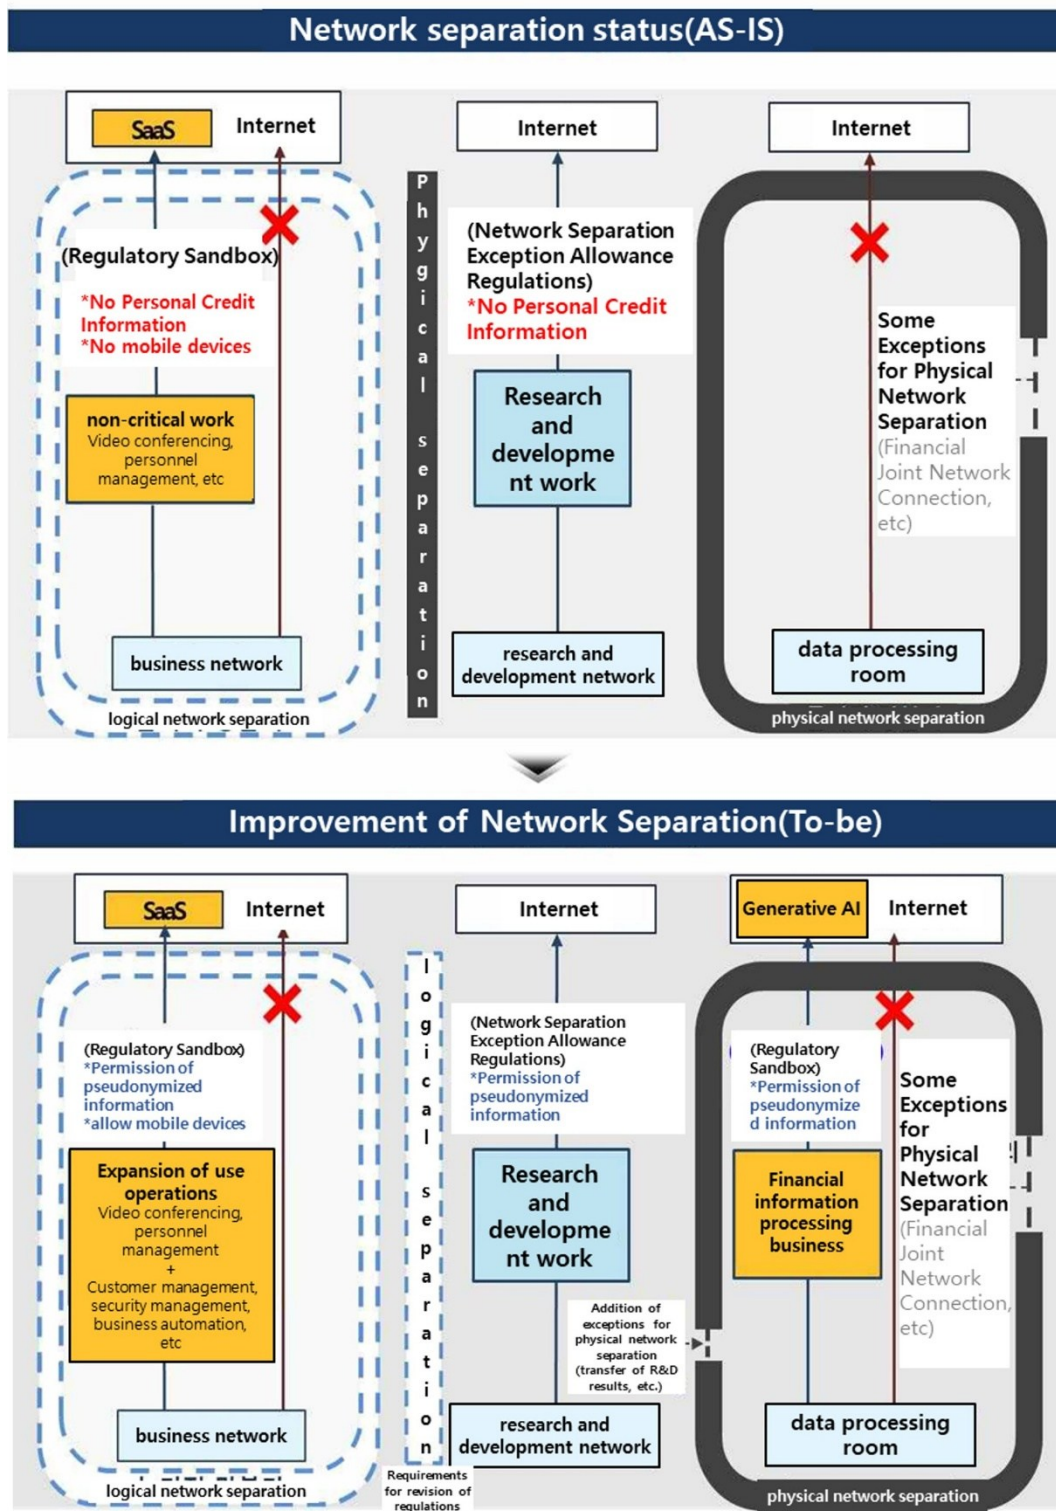 Network separation status(AS-IS)
SaaS
Internet
(Regulatory Sandbox)
*No Personal Credit
Information
*No mobile devices
non-critical work
Video conferencing,
personnel
management, etc
business network
logical network separation
Phygical separation
Internet
(Network Separation
Exception Allowance
Regulations)
*No Personal Credit
Information
Research
and
developme
nt work
research and
development network
Internet
Some
Exceptions
for Physical
Network
Separation
(Financial
Joint Network
Connection,
etc)
data processing
room
physical network separation
Improvement of Network Separation(To-be)
SaaS
Internet
(Regulatory Sandbox)
*Permission of
pseudonymized
information
*allow mobile devices
Expansion of use
operations
Video conferencing,
personnel
management
+
Customer management,
security management,
business automation,
etc
business network
logical network separation
logical separation
Requirements
for revision of
regulations
Internet
(Network Separation
Exception Allowance
Regulations)
*Permission of
pseudonymized
information
Research
and
developme
nt work
Addition of
exceptions for
physical network
separation
(transfer of R&D
results, etc.)
research and
development network
Generative AI
Internet
(Regulatory
Sandbox)
*Permission of
pseudonymize
d information
Financial
information
processing
business
Some
Exceptions
for
Physical
Network
Separation
(Financial
Joint
Network
Connection,
etc)
data processing
room
physical network separation